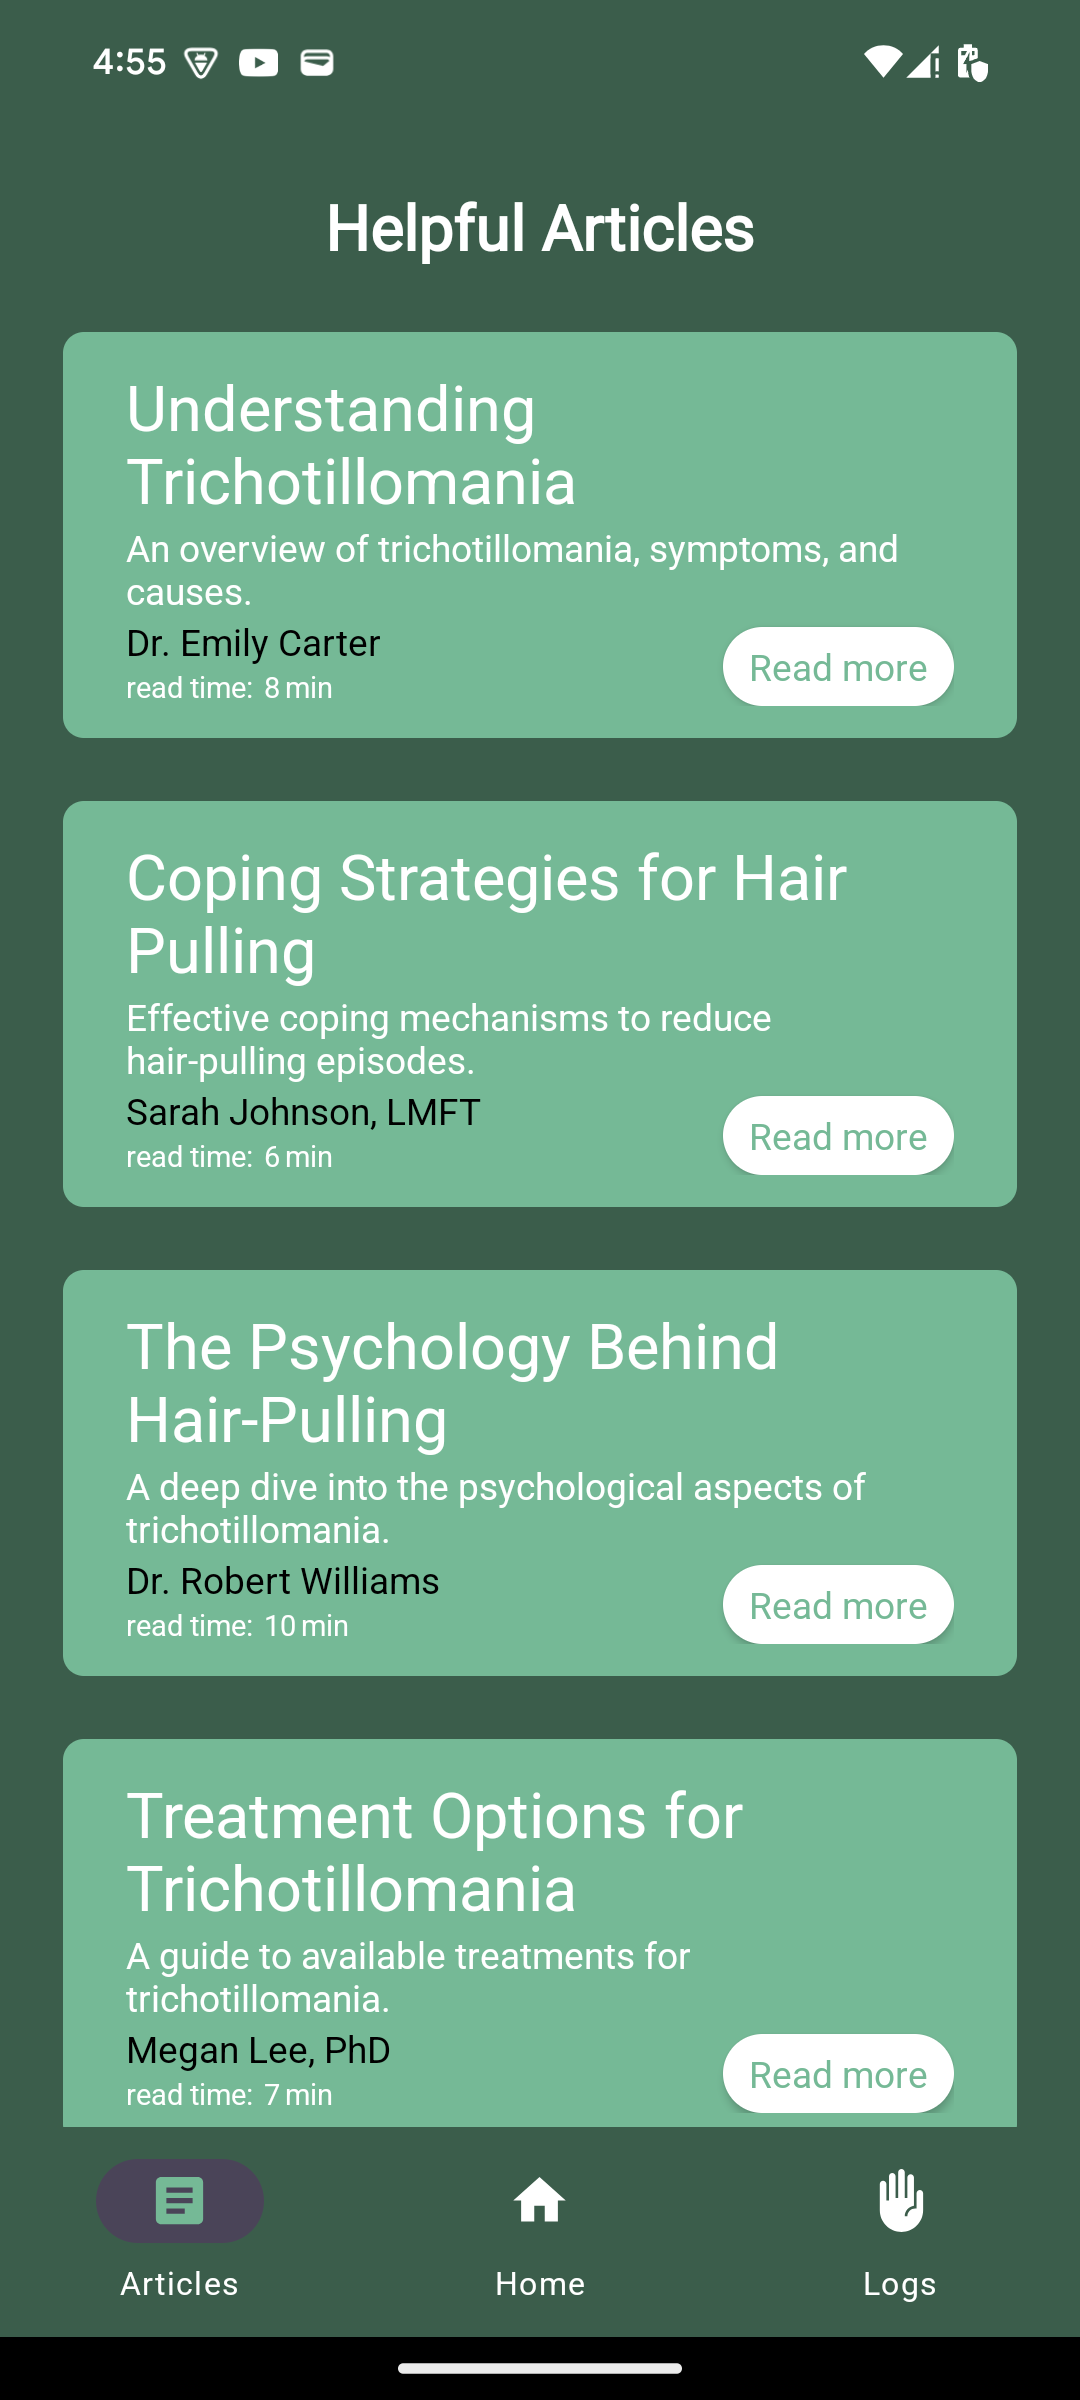 4:55
Helpful Articles
Understanding
Trichotillomania
An overview of trichotillomania, symptoms, and
causes.
Dr. Emily Carter
read time: 8 min
Read more
Coping Strategies for Hair
Pulling
Effective coping mechanisms to reduce
hair-pulling episodes.
Sarah Johnson, LMFT
read time: 6 min
Read more
The Psychology Behind
Hair-Pulling
A deep dive into the psychological aspects of
trichotillomania.
Dr. Robert Williams
read time: 10 min
Read more
Treatment Options for
Trichotillomania
A guide to available treatments for
trichotillomania.
Megan Lee, PhD
read time: 7 min
Read more
Articles
Home
Logs